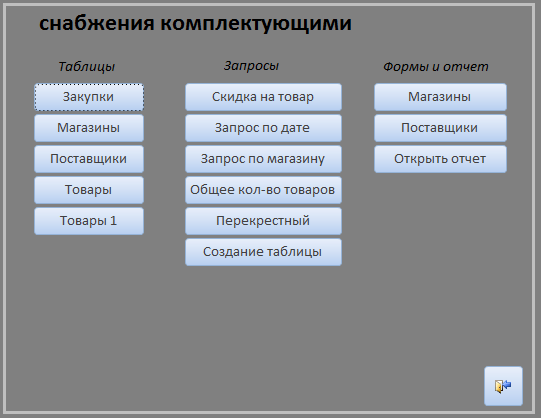 снабжения комплектующими
Таблицы
Закупки
Магазины
Поставщики
Товары
Товары 1
Запросы
Скидка на товар
Запрос по дате
Запрос по магазину
Общее кол-во товаров
Перекрестный
Создание таблицы
Формы и отчет
Магазины
Поставщики
Открыть отчет